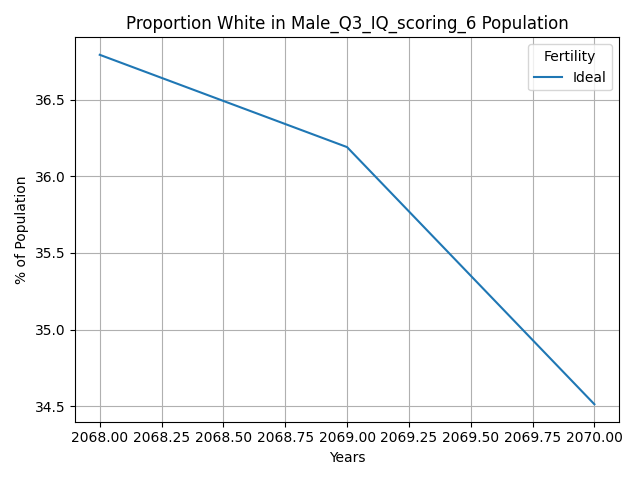 Proportion White in Male_Q3_IQ_scoring_6 Population
Fertility
Ideal
36.5
36.0
35.5
35.0
34.5
% of Population
2068.00 2068.25 2068.50 2068.75 2069.00 2069.25 2069.50 2069.75 2070.00
Years